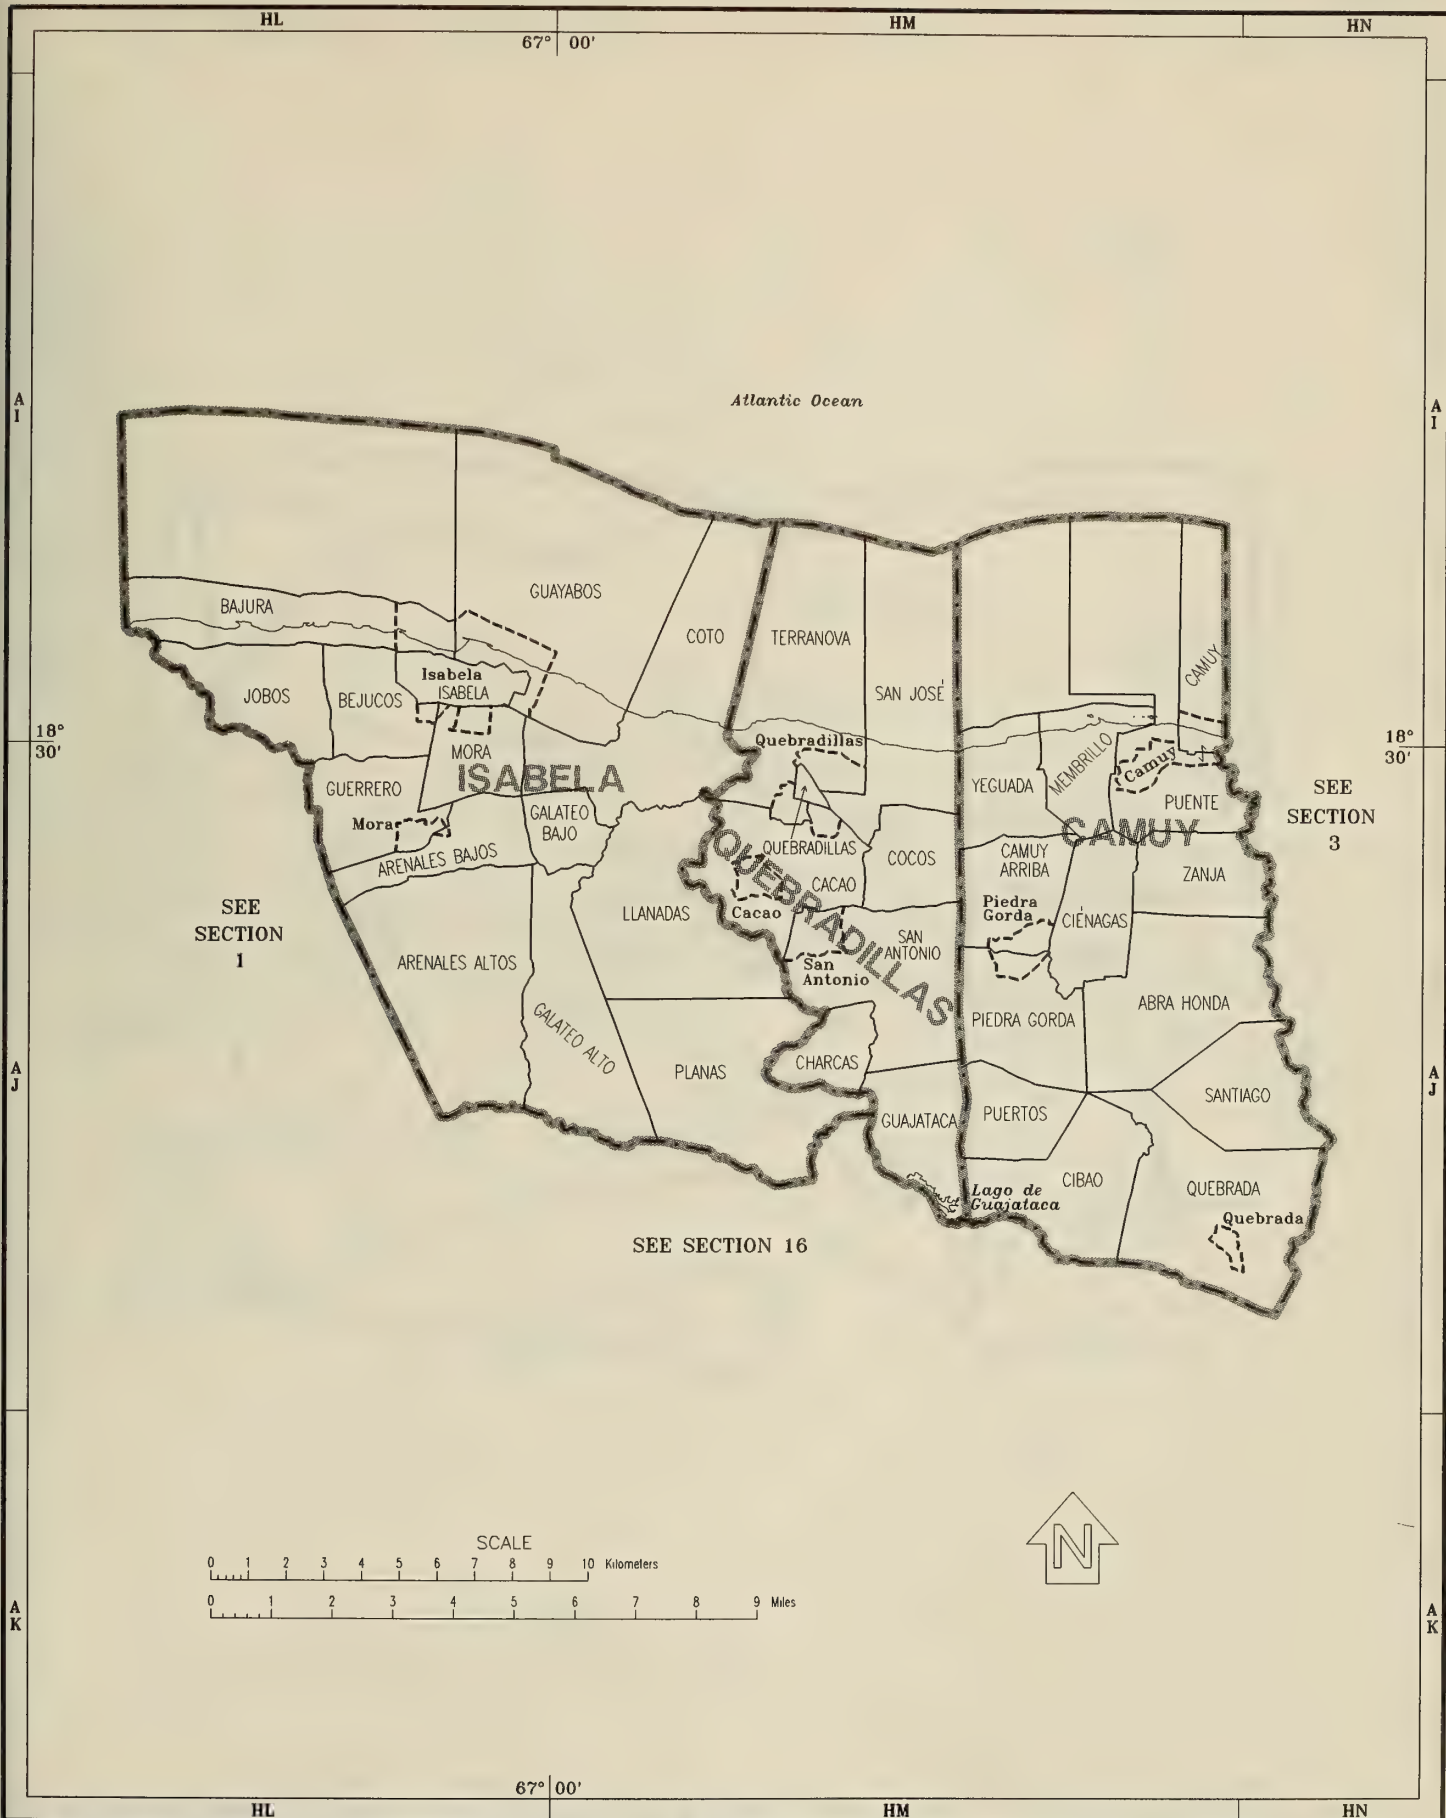 HL
HM
HN
67° 00'
A
I
A
I
Atlantic Ocean
GUAYABOS
BAJURA
COTO
TERRANOVA
CAMUY
Isabela
ISABELA
JOBOS
BEJUCOS
SAN JOSÉ
18°
30'
18°
30'
Quebradillas
MORA
ISABELA
MEMBRILLO
Camuy
GUERRERO
YEGUADA
SEE
SECTION
3
PUENTE
Mora
GALATEO
BAJO
CAMUY
QUEBRADILLAS
QUEBRADILLAS
ARENALES BAJOS
COCOS
CAMUY
ARRIBA
ZANJA
CACAO
SEE
SECTION
1
LLANADAS
Cacao
Piedra
Gorda
CIÉNAGAS
SAN
ANTONIO
ARENALES ALTOS
San
Antonio
ABRA HONDA
GALATEO ALTO
PIEDRA GORDA
CHARCAS
PLANAS
A
J
A
J
SANTIAGO
PUERTOS
GUAJATACA
CIBAO
Lago de
Guajataca
QUEBRADA
Quebrada
SEE SECTION 16
N
SCALE
0 1 2 3 4 5 6 7 8 9 10 Kilometers
0 1 2 3 4 5 6 7 8 9 Miles
A
K
A
K
67° 00'
HL
HM
HN